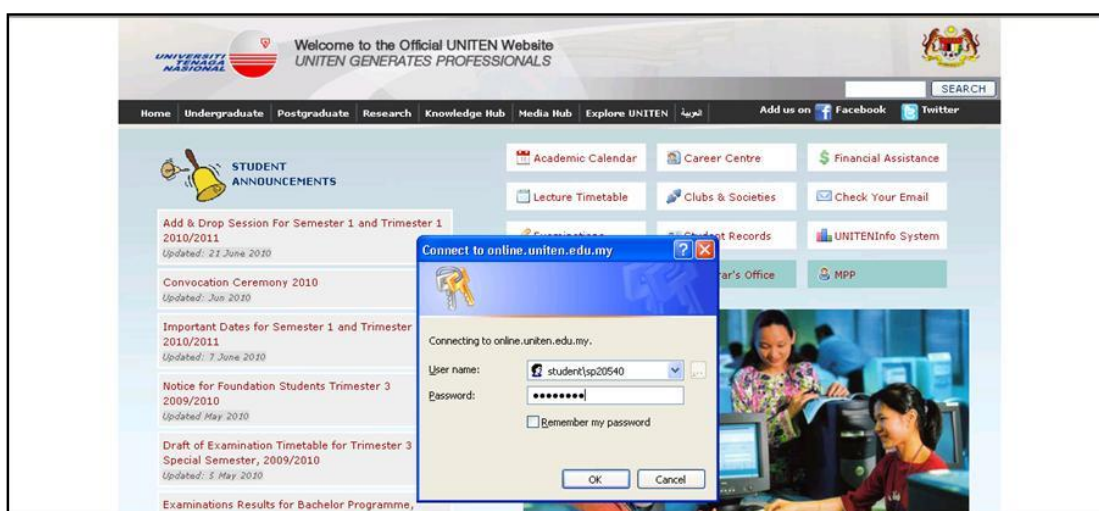 UNIVERSITI
TENAGA
NASIONAL
Welcome to the Official UNITEN Website
UNITEN GENERATES PROFESSIONALS
SEARCH
Home Undergraduate Postgraduate Research Knowledge Hub Media Hub Explore UNITEN العربية Add us on Facebook Twitter
STUDENT
ANNOUNCEMENTS
Academic Calendar Career Centre Financial Assistance
Lecture Timetable Clubs & Societies Check Your Email
Examinations Student Records UNITENInfo System
Office MPP
Add & Drop Session For Semester 1 and Trimester 1
2010/2011
Updated: 21 June 2010
Convocation Ceremony 2010
Updated: Jun 2010
Important Dates for Semester 1 and Trimester
2010/2011
Updated: 7 June 2010
Notice for Foundation Students Trimester 3
2009/2010
Updated May 2010
Draft of Examination Timetable for Trimester 3
Special Semester, 2009/2010
Updated: 5 May 2010
Examinations Results for Bachelor Programme,
Connect to online.uniten.edu.my
Connecting to online.uniten.edu.my.
User name: student\sp20540
Password: ●●●●●●●●
Remember my password
OK Cancel